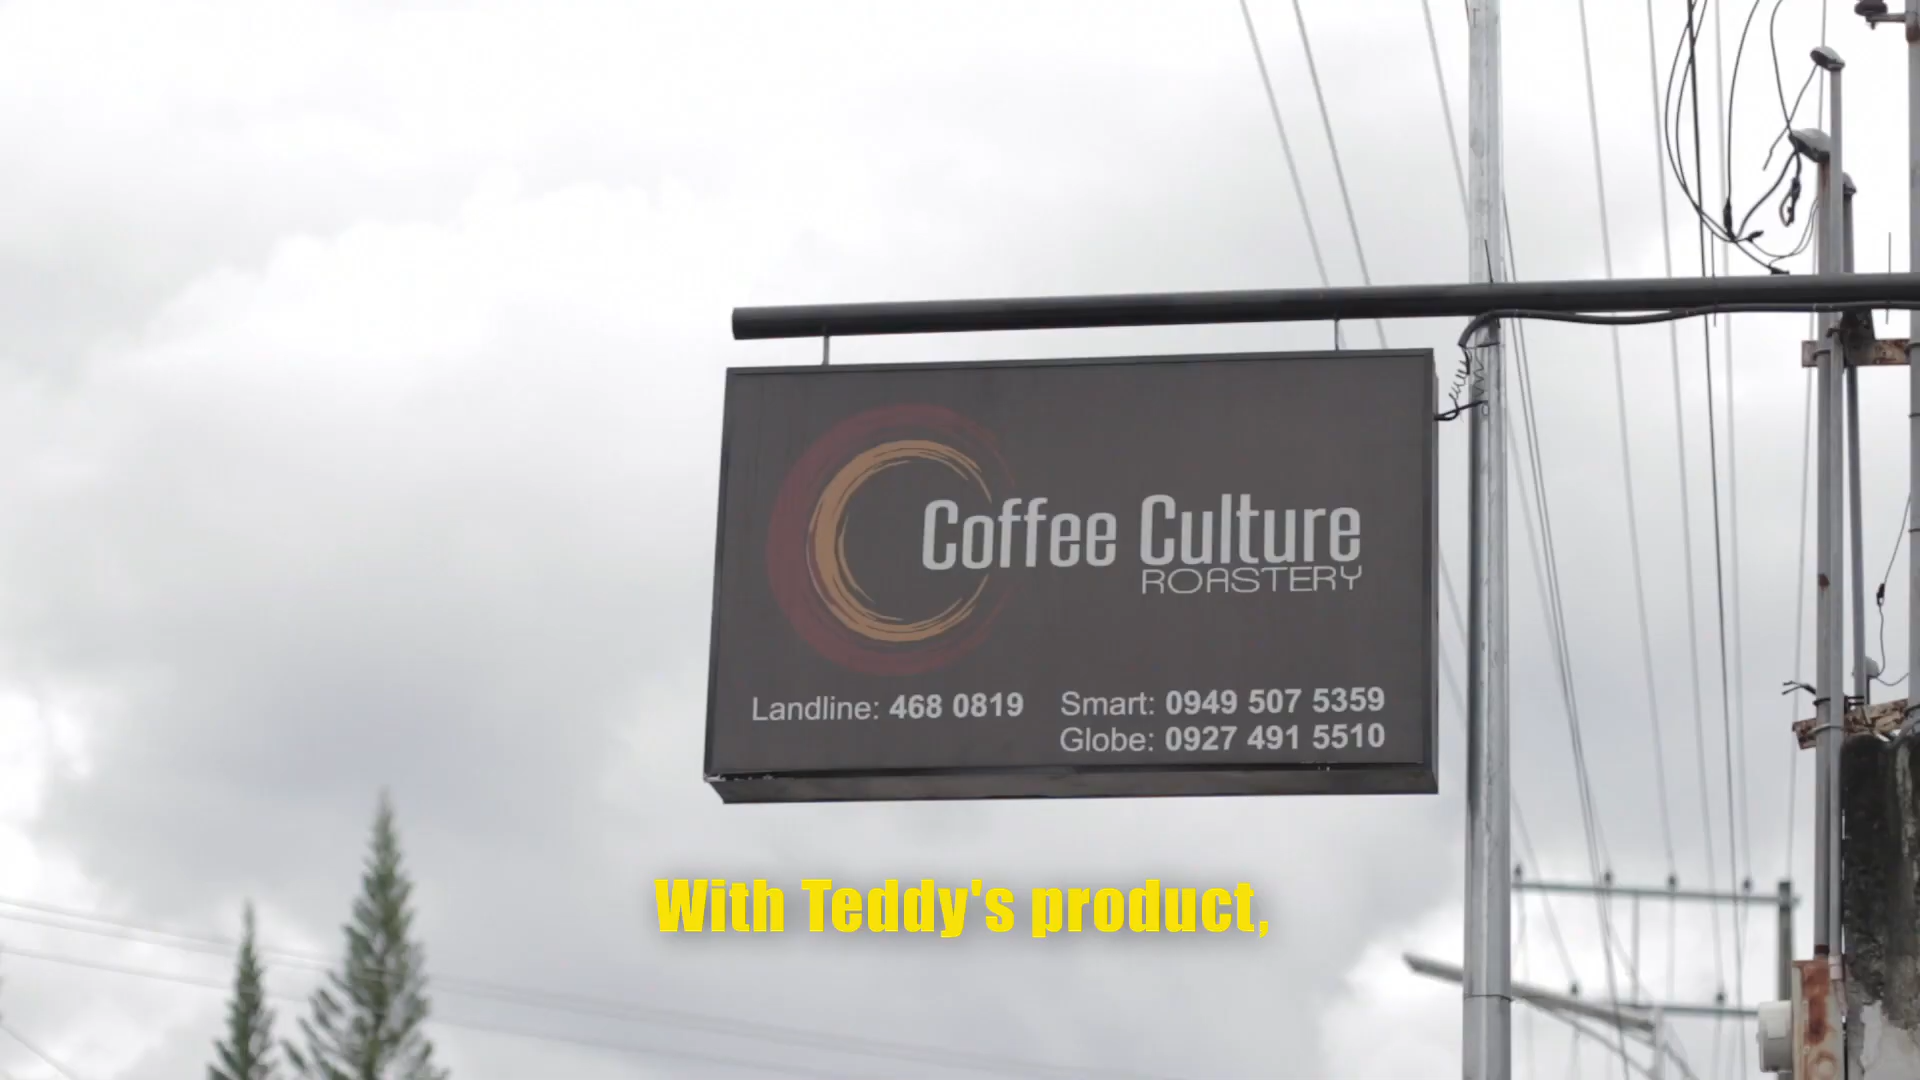 Coffee Culture
ROASTERY
Landline: 468 0819
Smart: 0949 507 5359
Globe: 0927 491 5510
With Teddy's product,